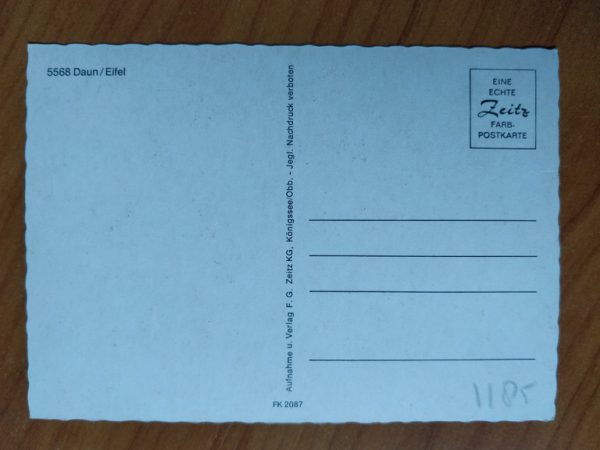 5568 Daun/Eifel
Aufnahme u. Verlag F. G. Zeitz KG, Königssee/Obb. - Jegl. Nachdruck verboten
FK 2087
EINE
ECHTE
Zeitz
FARB-
POSTKARTE
1185